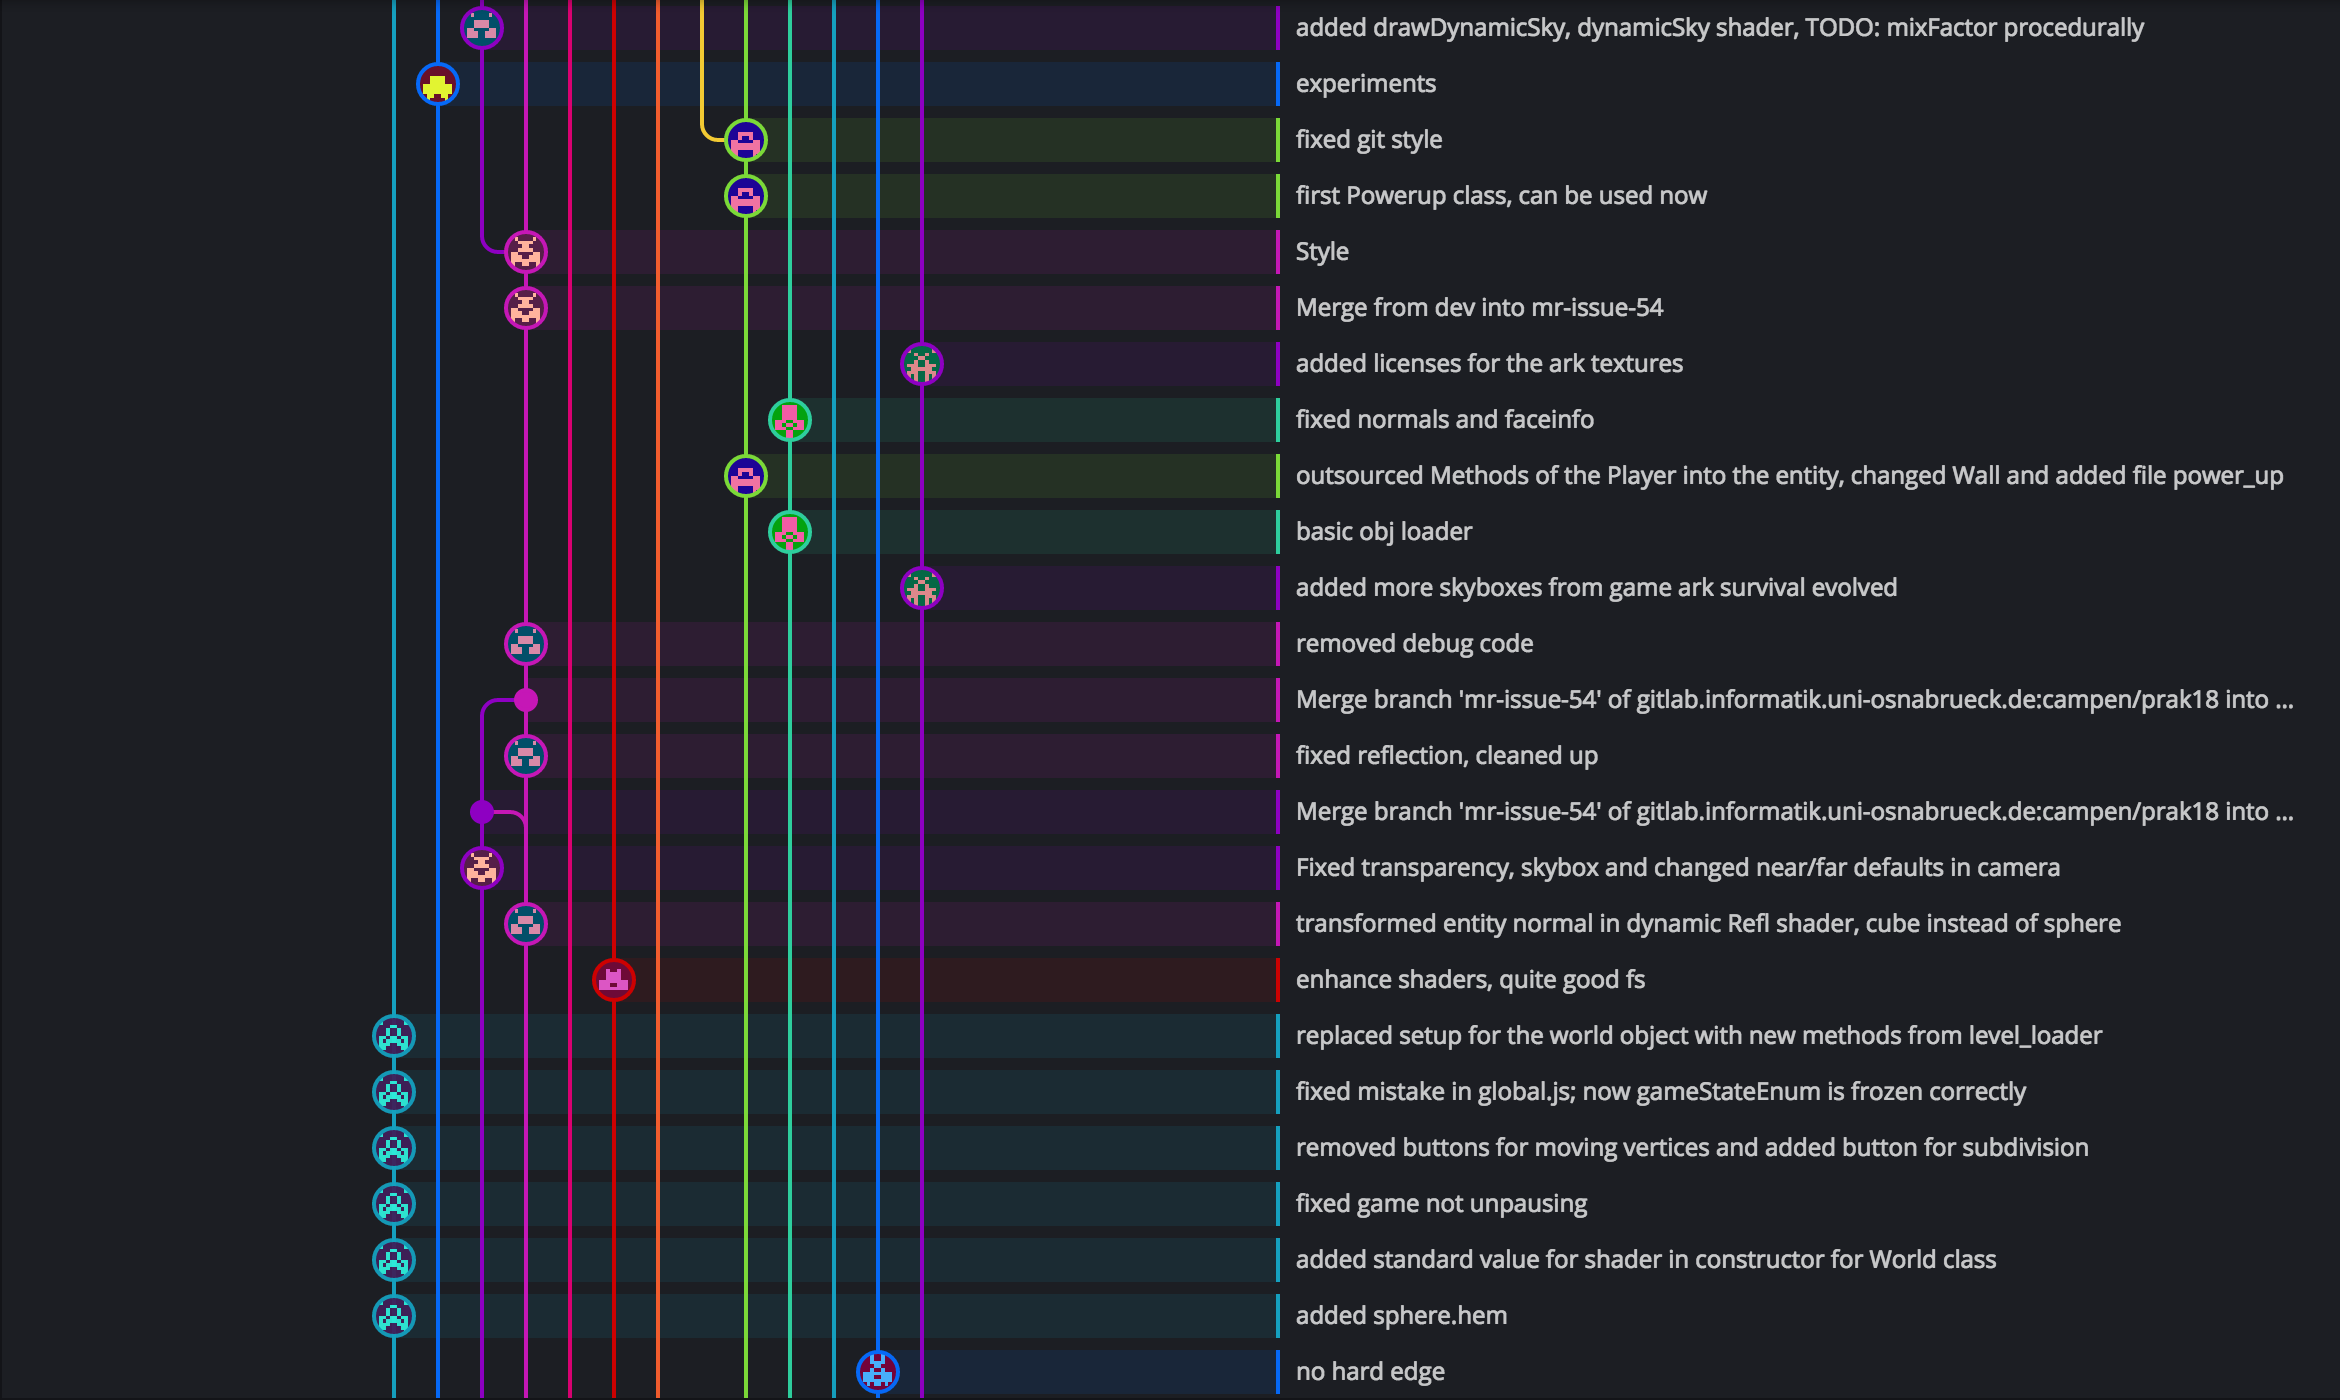 added drawDynamicSky, dynamicSky shader, TODO: mixFactor procedurally
experiments
fixed git style
first Powerup class, can be used now
Style
Merge from dev into mr-issue-54
added licenses for the ark textures
fixed normals and faceinfo
outsourced Methods of the Player into the entity, changed Wall and added file power_up
basic obj loader
added more skyboxes from game ark survival evolved
removed debug code
Merge branch 'mr-issue-54' of gitlab.informatik.uni-osnabrueck.de:campen/prak18 into ...
fixed reflection, cleaned up
Merge branch 'mr-issue-54' of gitlab.informatik.uni-osnabrueck.de:campen/prak18 into ...
Fixed transparency, skybox and changed near/far defaults in camera
transformed entity normal in dynamic Refl shader, cube instead of sphere
enhance shaders, quite good fs
replaced setup for the world object with new methods from level_loader
fixed mistake in global.js; now gameStateEnum is frozen correctly
removed buttons for moving vertices and added button for subdivision
fixed game not unpausing
added standard value for shader in constructor for World class
added sphere.hem
no hard edge